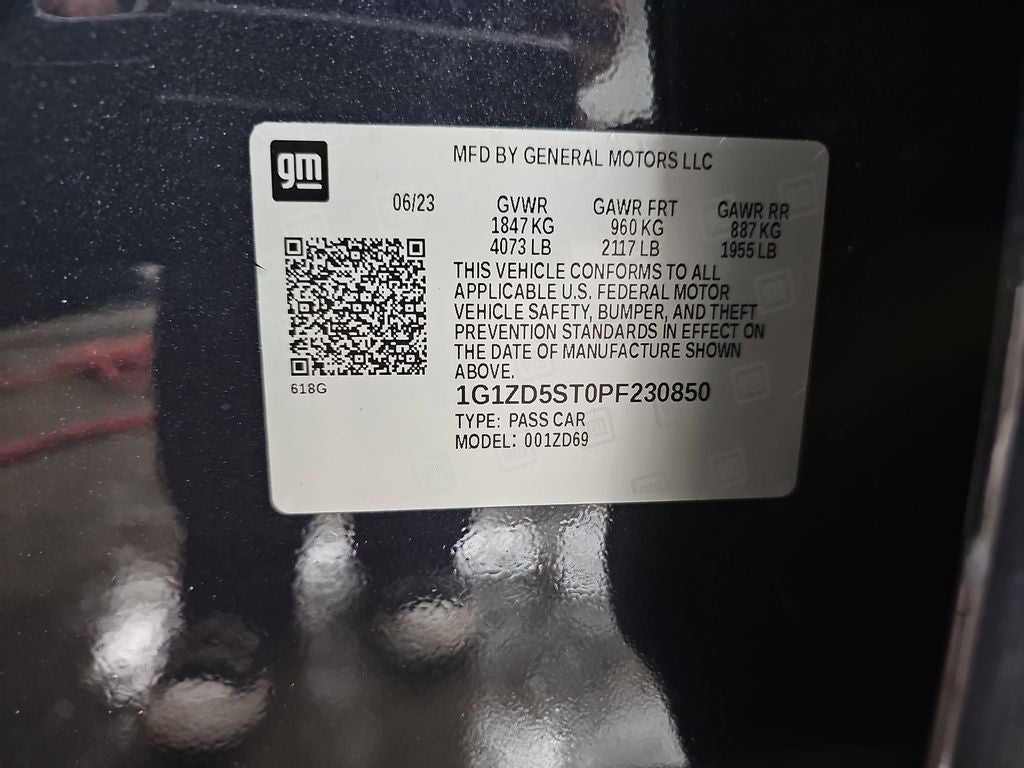 gm
MFD BY GENERAL MOTORS LLC
06/23 GVWR GAWR FRT GAWR RR
1847 KG 960 KG 887 KG
4073 LB 2117 LB 1955 LB
THIS VEHICLE CONFORMS TO ALL
APPLICABLE U.S. FEDERAL MOTOR
VEHICLE SAFETY, BUMPER, AND THEFT
PREVENTION STANDARDS IN EFFECT ON
THE DATE OF MANUFACTURE SHOWN
ABOVE.
618G
1G1ZD5ST0PF230850
TYPE: PASS CAR
MODEL: 001ZD69